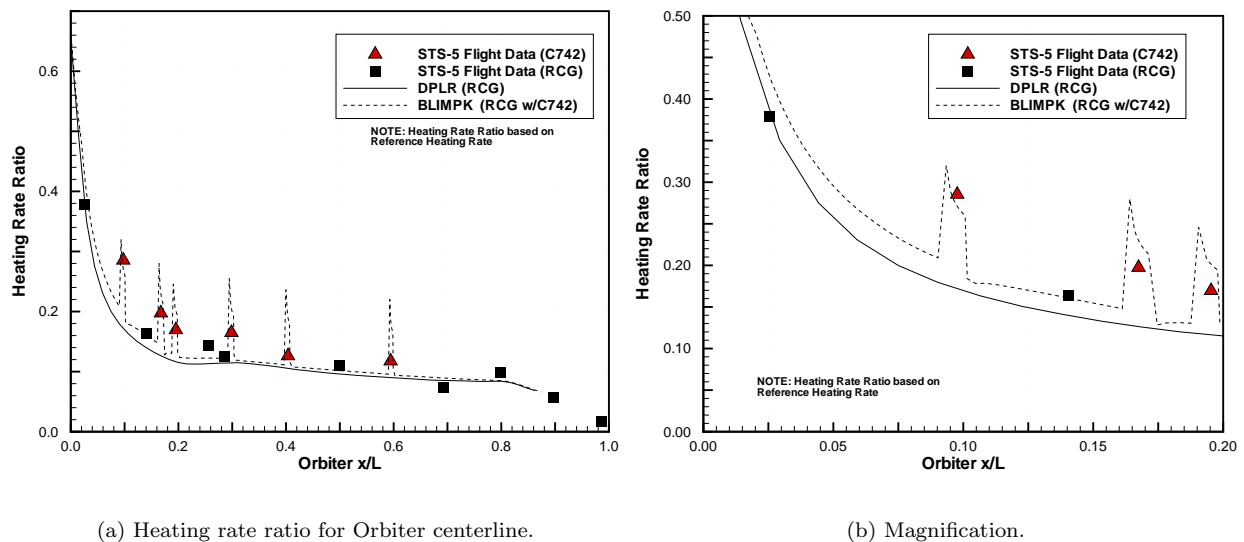 STS-5 Flight Data (C742)
STS-5 Flight Data (RCG)
DPLR (RCG)
BLIMPK (RCG w/C742)
NOTE: Heating Rate Ratio based on
Reference Heating Rate
Heating Rate Ratio
0.6
0.4
0.2
0.0
0.0
0.2
0.4
0.6
0.8
1.0
Orbiter x/L
(a) Heating rate ratio for Orbiter centerline.
STS-5 Flight Data (C742)
STS-5 Flight Data (RCG)
DPLR (RCG)
BLIMPK (RCG w/C742)
Heating Rate Ratio
0.50
0.40
0.30
0.20
0.10
0.00
NOTE: Heating Rate Ratio based on
Reference Heating Rate
0.00
0.05
0.10
0.15
0.20
Orbiter x/L
(b) Magnification.